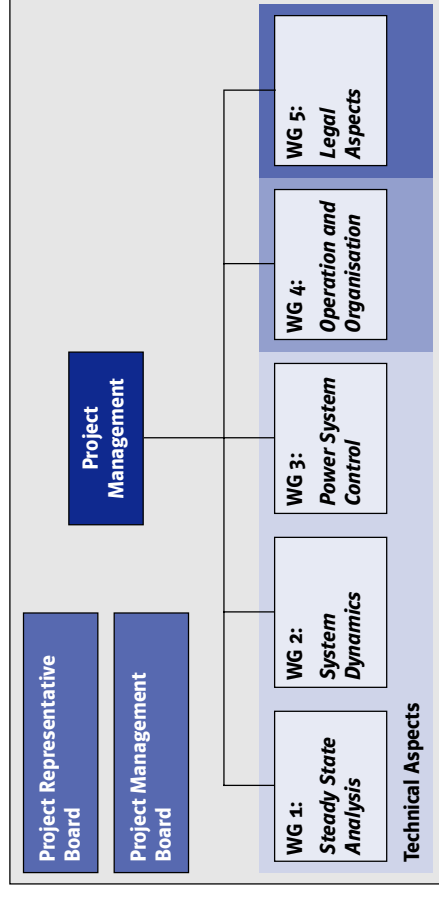 Project Representative
Board
Project Management
Board
Project
Management
WG 1:
Steady State
Analysis
WG 2:
System
Dynamics
WG 3:
Power System
Control
WG 4:
Operation and
Organisation
WG 5:
Legal
Aspects
Technical Aspects